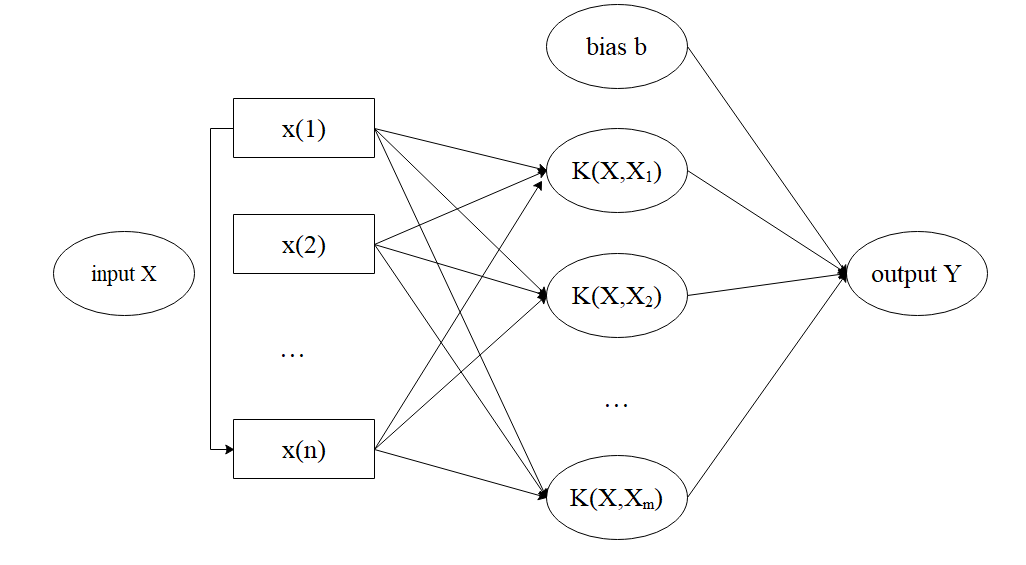 input X
x(1)
x(2)
…
x(n)
bias b
K(X,X₁)
K(X,X₂)
…
K(X,Xₘ)
output Y